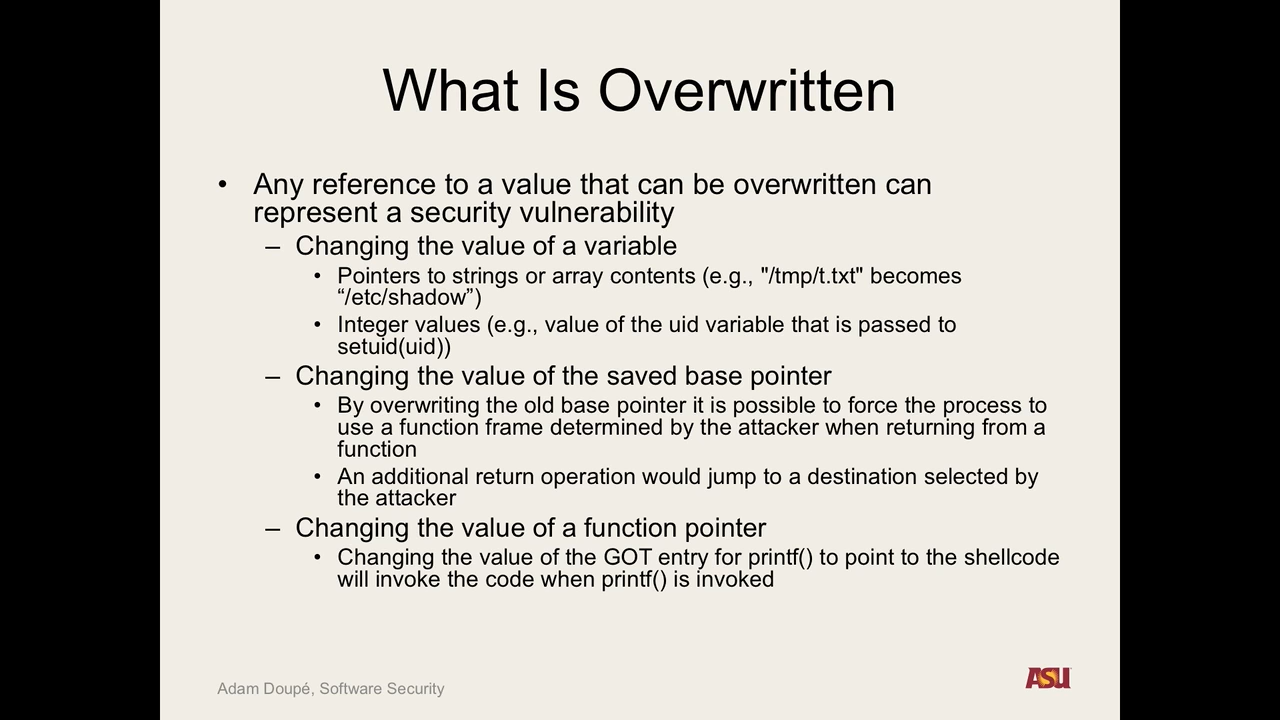 What Is Overwritten
• Any reference to a value that can be overwritten can
represent a security vulnerability
– Changing the value of a variable
• Pointers to strings or array contents (e.g., "/tmp/t.txt" becomes
“/etc/shadow”)
• Integer values (e.g., value of the uid variable that is passed to
setuid(uid))
– Changing the value of the saved base pointer
• By overwriting the old base pointer it is possible to force the process to
use a function frame determined by the attacker when returning from a
function
• An additional return operation would jump to a destination selected by
the attacker
– Changing the value of a function pointer
• Changing the value of the GOT entry for printf() to point to the shellcode
will invoke the code when printf() is invoked
Adam Doupé, Software Security
ASU